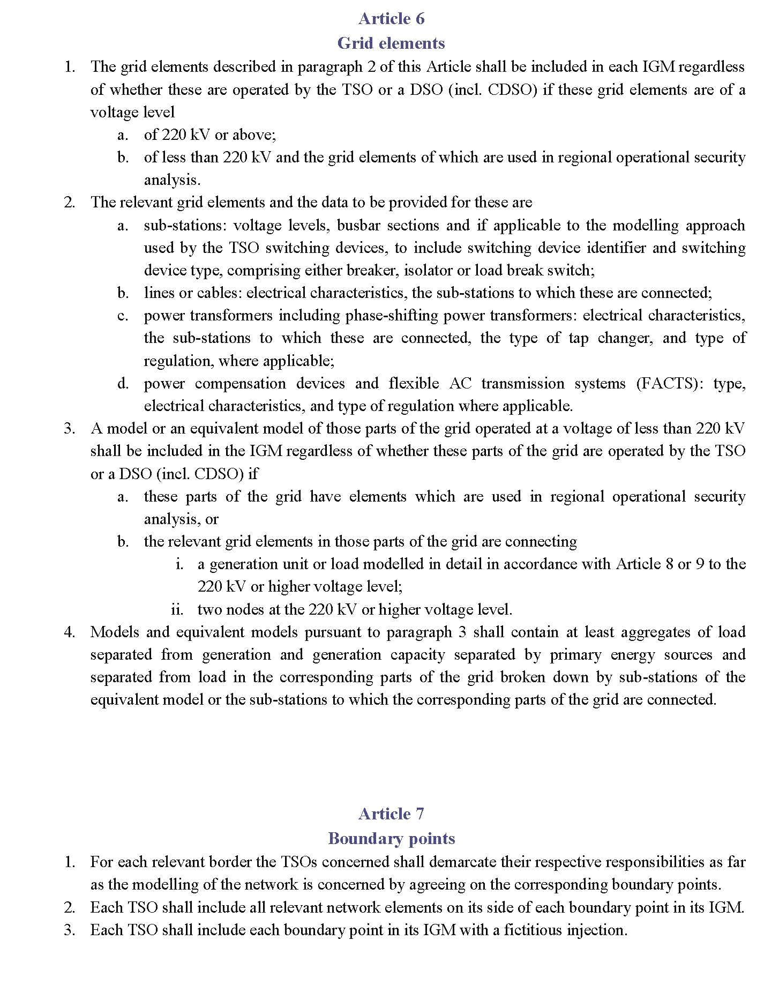 Article 6
Grid elements
1. The grid elements described in paragraph 2 of this Article shall be included in each IGM regardless
of whether these are operated by the TSO or a DSO (incl. CDSO) if these grid elements are of a
voltage level
a. of 220 kV or above;
b. of less than 220 kV and the grid elements of which are used in regional operational security
analysis.
2. The relevant grid elements and the data to be provided for these are
a. sub-stations: voltage levels, busbar sections and if applicable to the modelling approach
used by the TSO switching devices, to include switching device identifier and switching
device type, comprising either breaker, isolator or load break switch;
b. lines or cables: electrical characteristics, the sub-stations to which these are connected;
c. power transformers including phase-shifting power transformers: electrical characteristics,
the sub-stations to which these are connected, the type of tap changer, and type of
regulation, where applicable;
d. power compensation devices and flexible AC transmission systems (FACTS): type,
electrical characteristics, and type of regulation where applicable.
3. A model or an equivalent model of those parts of the grid operated at a voltage of less than 220 kV
shall be included in the IGM regardless of whether these parts of the grid are operated by the TSO
or a DSO (incl. CDSO) if
a. these parts of the grid have elements which are used in regional operational security
analysis, or
b. the relevant grid elements in those parts of the grid are connecting
i. a generation unit or load modelled in detail in accordance with Article 8 or 9 to the
220 kV or higher voltage level;
ii. two nodes at the 220 kV or higher voltage level.
4. Models and equivalent models pursuant to paragraph 3 shall contain at least aggregates of load
separated from generation and generation capacity separated by primary energy sources and
separated from load in the corresponding parts of the grid broken down by sub-stations of the
equivalent model or the sub-stations to which the corresponding parts of the grid are connected.
Article 7
Boundary points
1. For each relevant border the TSOs concerned shall demarcate their respective responsibilities as far
as the modelling of the network is concerned by agreeing on the corresponding boundary points.
2. Each TSO shall include all relevant network elements on its side of each boundary point in its IGM.
3. Each TSO shall include each boundary point in its IGM with a fictitious injection.